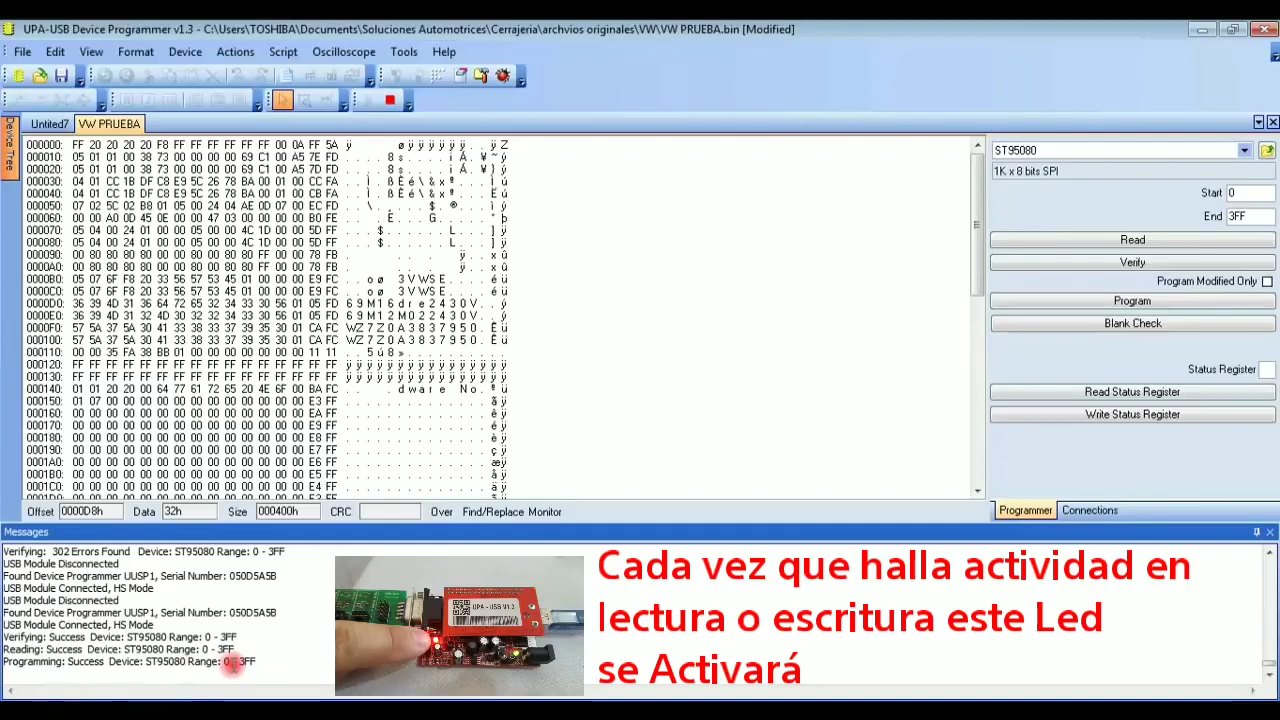 UPA-USB Device Programmer v1.3 - C:\Users\TOSHIBA\Documents\Soluciones Automotrices\Cerrajeria\archvios originales\VW\VW PRUEBA.bin [Modified]
File Edit View Format Device Actions Script Oscilloscope Tools Help
Device Tree
Untitled7 VW PRUEBA
000000: FF 20 20 20 20 F8 FF FF FF FF FF FF 00 0A FF 5A
000010: 05 01 01 00 38 73 00 00 00 00 69 C1 00 A5 7E FD
000020: 05 01 01 00 38 73 00 00 00 00 69 C1 00 A5 7D FD
000030: 04 01 CC 1B DF C8 E9 5C 26 78 BA 01 00 00 CC FA
000040: 04 01 CC 1B DF C8 E9 5C 26 78 BA 01 00 00 CB FA
000050: 07 02 5C 02 B8 01 05 00 24 04 AE 0D 07 00 EC FD
000060: 00 00 A0 0D 45 0E 00 00 47 03 00 00 00 00 B0 FE
000070: 05 04 00 24 01 00 00 05 00 00 4C 1D 00 00 5D FF
000080: 05 04 00 24 01 00 00 05 00 00 4C 1D 00 00 5D FF
000090: 00 80 80 80 80 00 00 80 80 80 FF 00 00 00 78 FB
0000A0: 00 80 80 80 80 00 00 80 80 80 FF 00 00 00 78 FB
0000B0: 05 07 6F F8 20 33 56 57 53 45 01 00 00 00 E9 FC
0000C0: 05 07 6F F8 20 33 56 57 53 45 01 00 00 00 E9 FC
0000D0: 36 39 4D 31 36 64 72 65 32 34 33 30 56 01 05 FD 69M16dre2430V
0000E0: 36 39 4D 31 32 4D 30 32 32 34 33 30 56 01 05 FD 69M12M022430V
0000F0: 57 5A 37 5A 30 41 33 38 33 37 39 35 30 01 CA FC WZ7Z0A3837950
000100: 57 5A 37 5A 30 41 33 38 33 37 39 35 30 01 CA FC WZ7Z0A3837950
000110: 00 00 35 FA 38 BB 01 00 00 00 00 00 00 00 11 11
000120: FF FF FF FF FF FF FF FF FF FF FF FF FF FF FF FF
000130: FF FF FF FF FF FF FF FF FF FF FF FF FF FF FF FF
000140: 01 01 20 20 00 64 77 61 72 65 20 4E 6F 00 BA FC
000150: 01 07 00 00 00 00 00 00 00 00 00 00 00 00 E3 FF
000160: 00 00 00 00 00 00 00 00 00 00 00 00 00 00 EA FF
000170: 00 00 00 00 00 00 00 00 00 00 00 00 00 00 E9 FF
000180: 00 00 00 00 00 00 00 00 00 00 00 00 00 00 E8 FF
000190: 00 00 00 00 00 00 00 00 00 00 00 00 00 00 E7 FF
0001A0: 00 00 00 00 00 00 00 00 00 00 00 00 00 00 E6 FF
0001B0: 00 00 00 00 00 00 00 00 00 00 00 00 00 00 E5 FF
0001C0: 00 00 00 00 00 00 00 00 00 00 00 00 00 00 E4 FF
Offset 0000D8h Data 32h Size 000400h CRC Over Find/Replace Monitor
ST95080
1K x 8 bits SPI
Start 0
End 3FF
Read
Verify
Program Modified Only
Program
Blank Check
Status Register
Read Status Register
Write Status Register
Programmer Connections
Messages
Verifying: 302 Errors Found Device: ST95080 Range: 0 - 3FF
USB Module Disconnected
Found Device Programmer UUSP1, Serial Number: 050D5A5B
USB Module Connected, HS Mode
USB Module Disconnected
Found Device Programmer UUSP1, Serial Number: 050D5A5B
USB Module Connected, HS Mode
Verifying: Success Device: ST95080 Range: 0 - 3FF
Reading: Success Device: ST95080 Range: 0 - 3FF
Programming: Success Device: ST95080 Range: 0 - 3FF
UPA - USB V1.3
Cada vez que halla actividad en
lectura o escritura este Led
se Activará